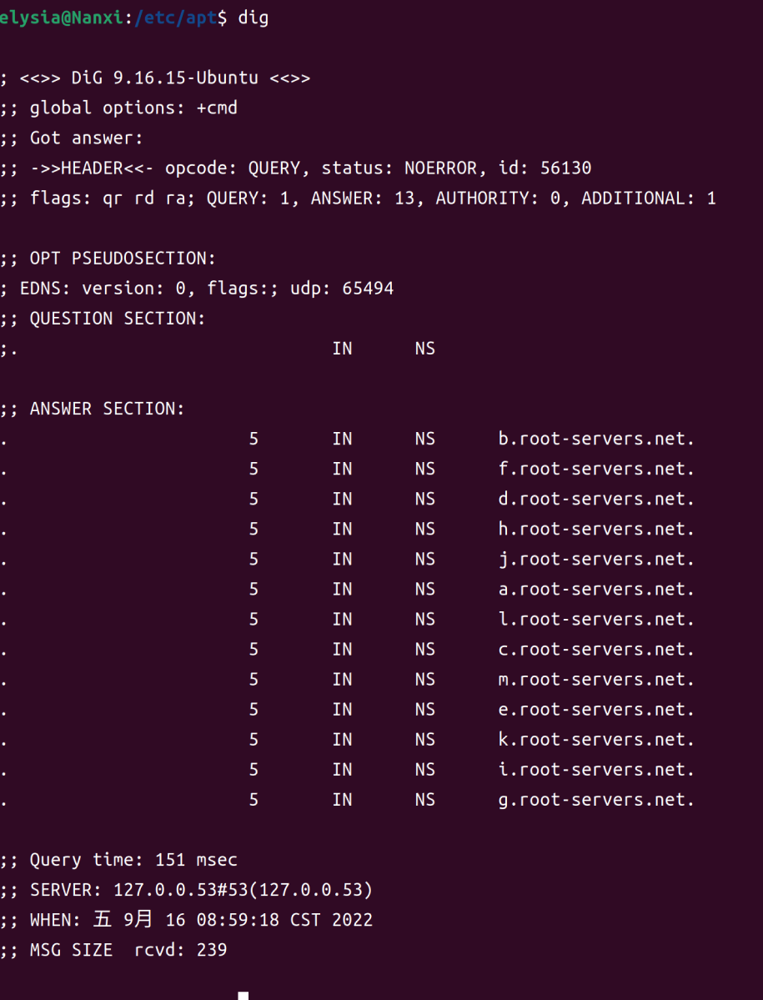 elysia@Nanxi:/etc/apt$ dig
; <<>> DiG 9.16.15-Ubuntu <<>>
;; global options: +cmd
;; Got answer:
;; ->>HEADER<<- opcode: QUERY, status: NOERROR, id: 56130
;; flags: qr rd ra; QUERY: 1, ANSWER: 13, AUTHORITY: 0, ADDITIONAL: 1
;; OPT PSEUDOSECTION:
; EDNS: version: 0, flags:; udp: 65494
;; QUESTION SECTION:
;. IN NS
;; ANSWER SECTION:
. 5 IN NS b.root-servers.net.
. 5 IN NS f.root-servers.net.
. 5 IN NS d.root-servers.net.
. 5 IN NS h.root-servers.net.
. 5 IN NS j.root-servers.net.
. 5 IN NS a.root-servers.net.
. 5 IN NS l.root-servers.net.
. 5 IN NS c.root-servers.net.
. 5 IN NS m.root-servers.net.
. 5 IN NS e.root-servers.net.
. 5 IN NS k.root-servers.net.
. 5 IN NS i.root-servers.net.
. 5 IN NS g.root-servers.net.
;; Query time: 151 msec
;; SERVER: 127.0.0.53#53(127.0.0.53)
;; WHEN: 五 9月 16 08:59:18 CST 2022
;; MSG SIZE  rcvd: 239